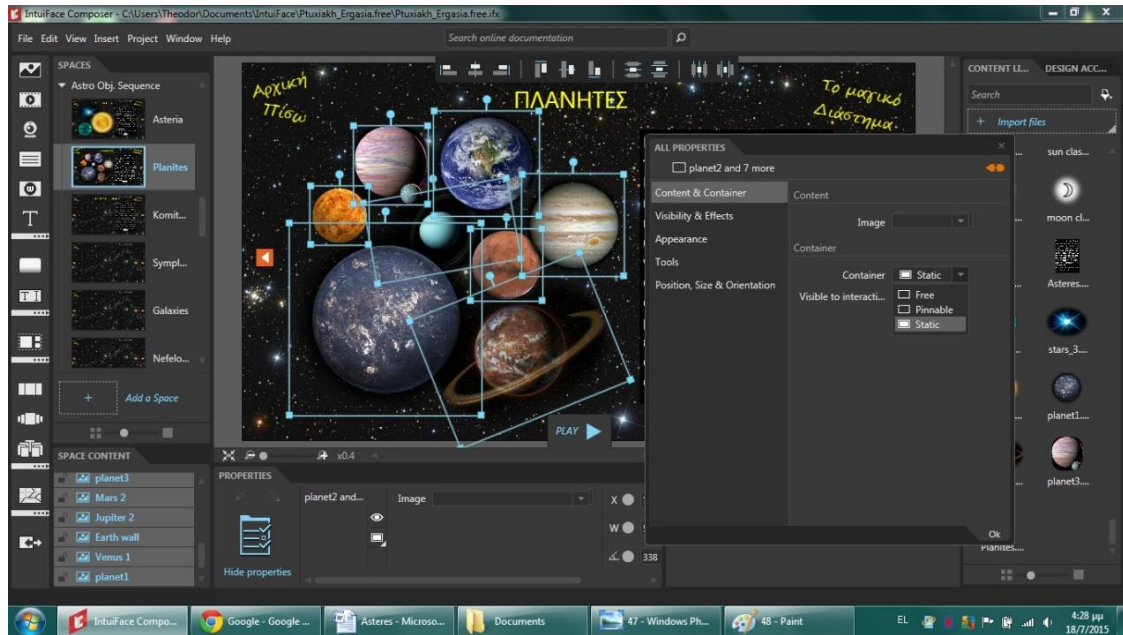 IntuiFace Composer - C:\Users\Theodor\Documents\IntuiFace\Ptuxiakh_Ergasia.free\Ptuxiakh_Ergasia.free.ifx
File Edit View Insert Project Window Help
Search online documentation
SPACES
Astro Obj. Sequence
Asteria
Planites
Komit...
Sympl...
Galaxies
Nefelo...
+ Add a Space
SPACE CONTENT
planet3
Mars 2
Jupiter 2
Earth wall
Venus 1
planet1
Αρχική
Πίσω
ΠΛΑΝΗΤΕΣ
Το μαγικό
Διάστημα.
PLAY
x0.4
PROPERTIES
Hide properties
planet2 and...
Image
X
W
338
ALL PROPERTIES
planet2 and 7 more
Content & Container
Visibility & Effects
Appearance
Tools
Position, Size & Orientation
Content
Image
Container
Container Static
Visible to interacti...
Free
Pinnable
Static
Ok
CONTENT LI... DESIGN ACC...
Search
+ Import files
sun clas...
moon cl...
Asteres....
stars_3....
planet1....
planet3....
Planites....
IntuiFace Compo... Google - Google ... Asteres - Microso... Documents 47 - Windows Ph... 48 - Paint
EL
4:28 μμ
18/7/2015